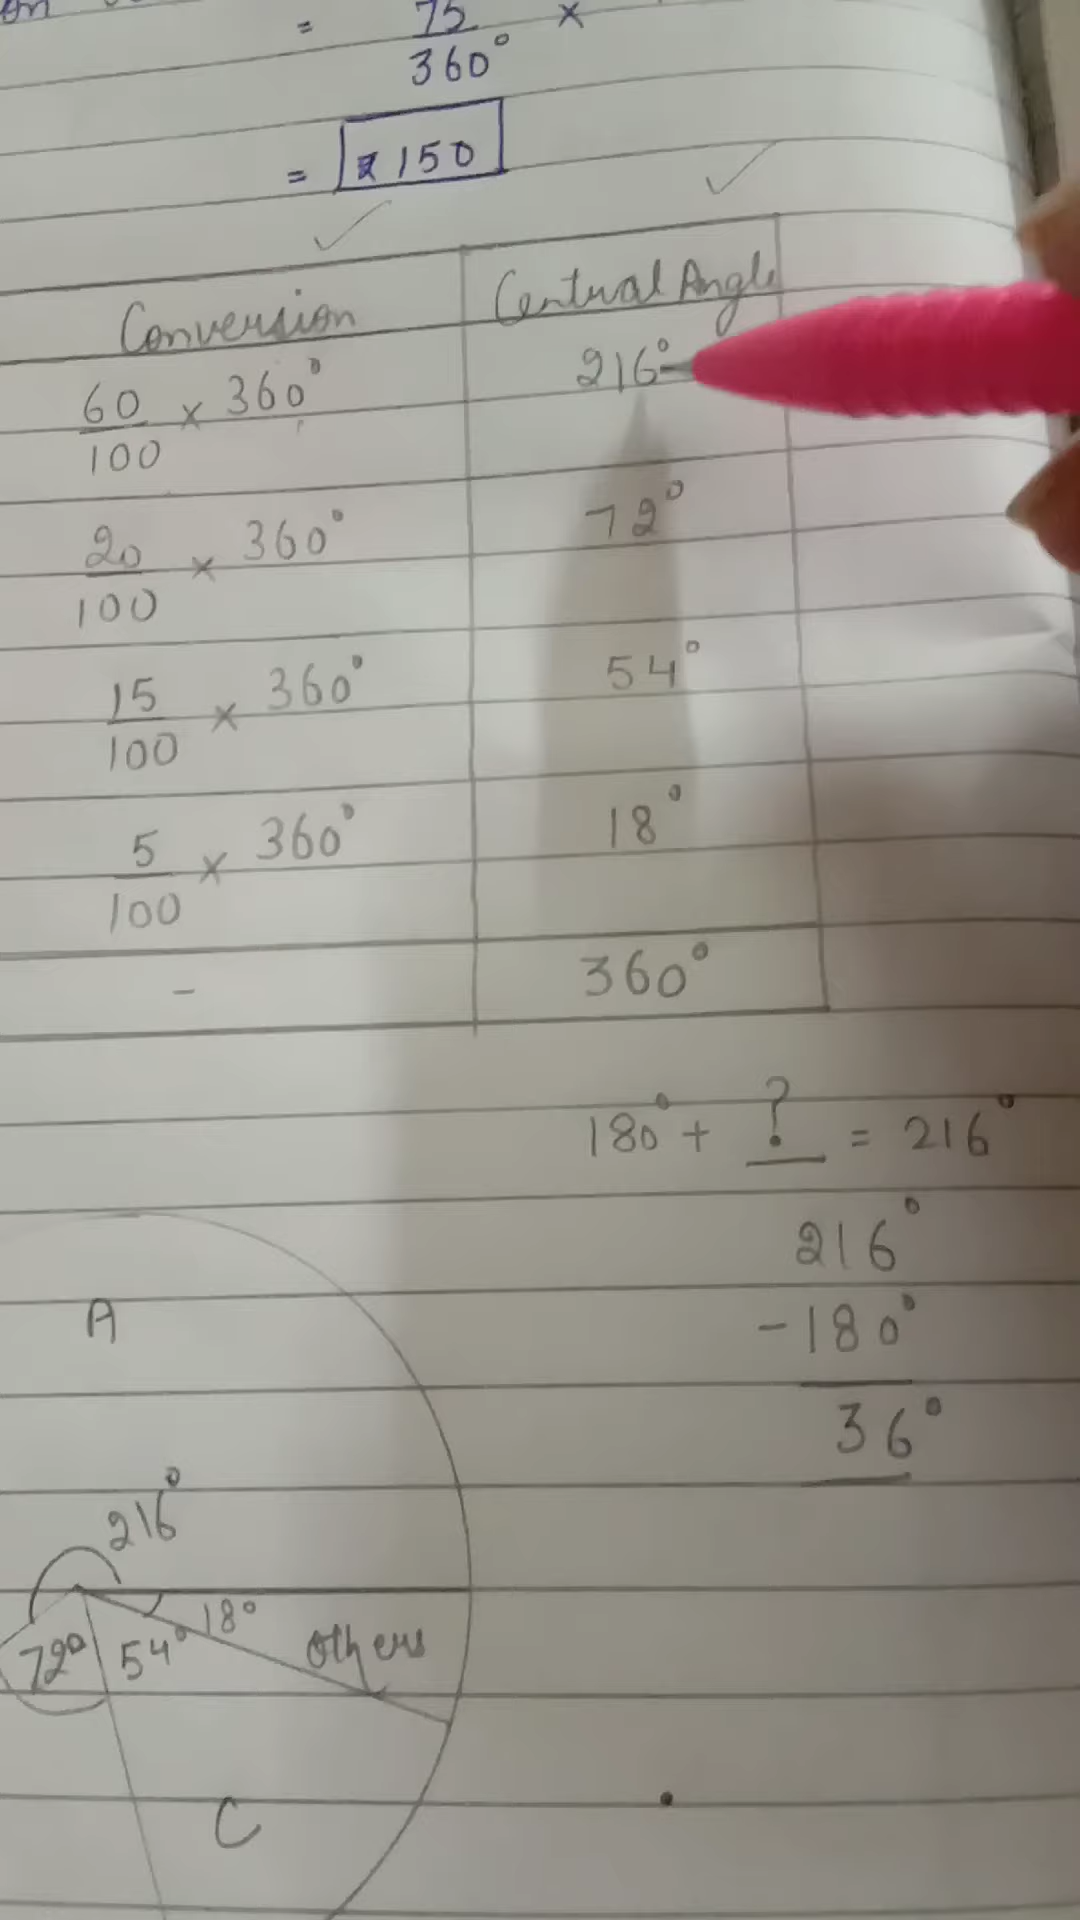 = 75 ×
360°
= ₹150
Conversion Central Angle
60/100 × 360° 216°
20/100 × 360° 72°
15/100 × 360° 54°
5/100 × 360° 18°
- 360°
180° + ? = 216°
216°
-180°
36°
A
216°
18°
72° 54° Others
C